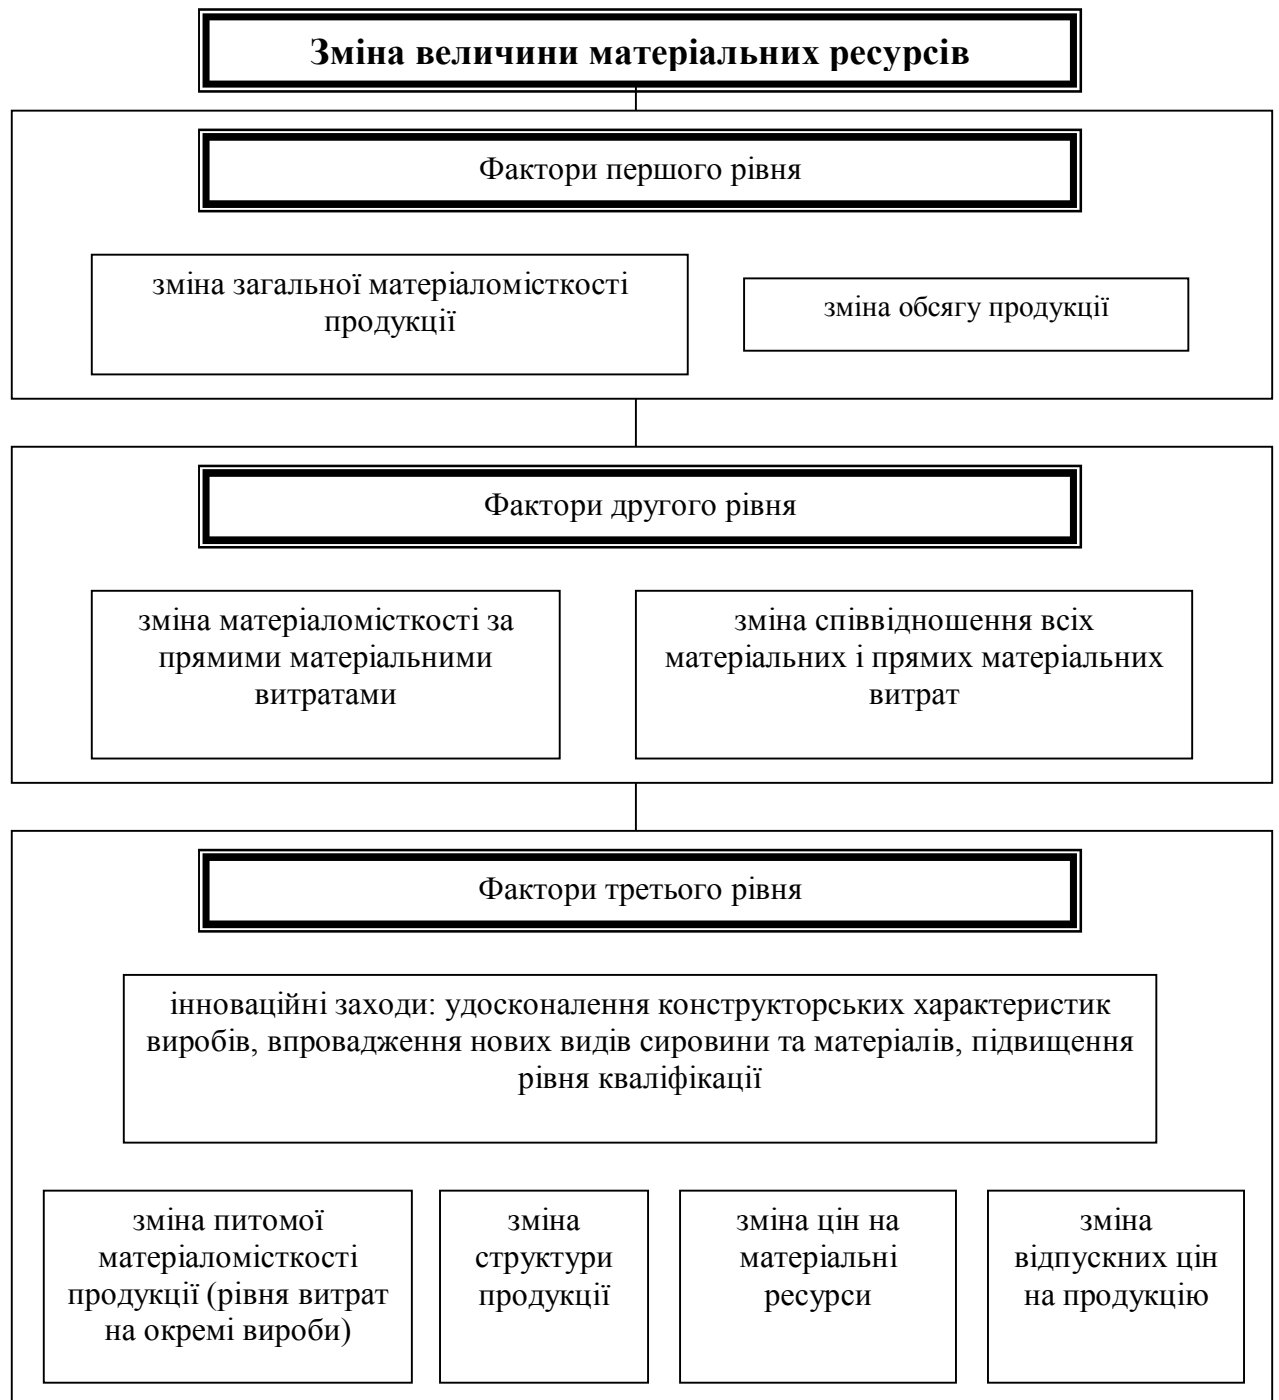 Зміна величини матеріальних ресурсів
Фактори першого рівня
зміна загальної матеріаломісткості
продукції
зміна обсягу продукції
Фактори другого рівня
зміна матеріаломісткості за
прямими матеріальними
витратами
зміна співвідношення всіх
матеріальних і прямих матеріальних
витрат
Фактори третього рівня
інноваційні заходи: удосконалення конструкторських характеристик
виробів, впровадження нових видів сировини та матеріалів, підвищення
рівня кваліфікації
зміна питомої
матеріаломісткості
продукції (рівня витрат
на окремі вироби)
зміна
структури
продукції
зміна цін на
матеріальні
ресурси
зміна
відпускних цін
на продукцію